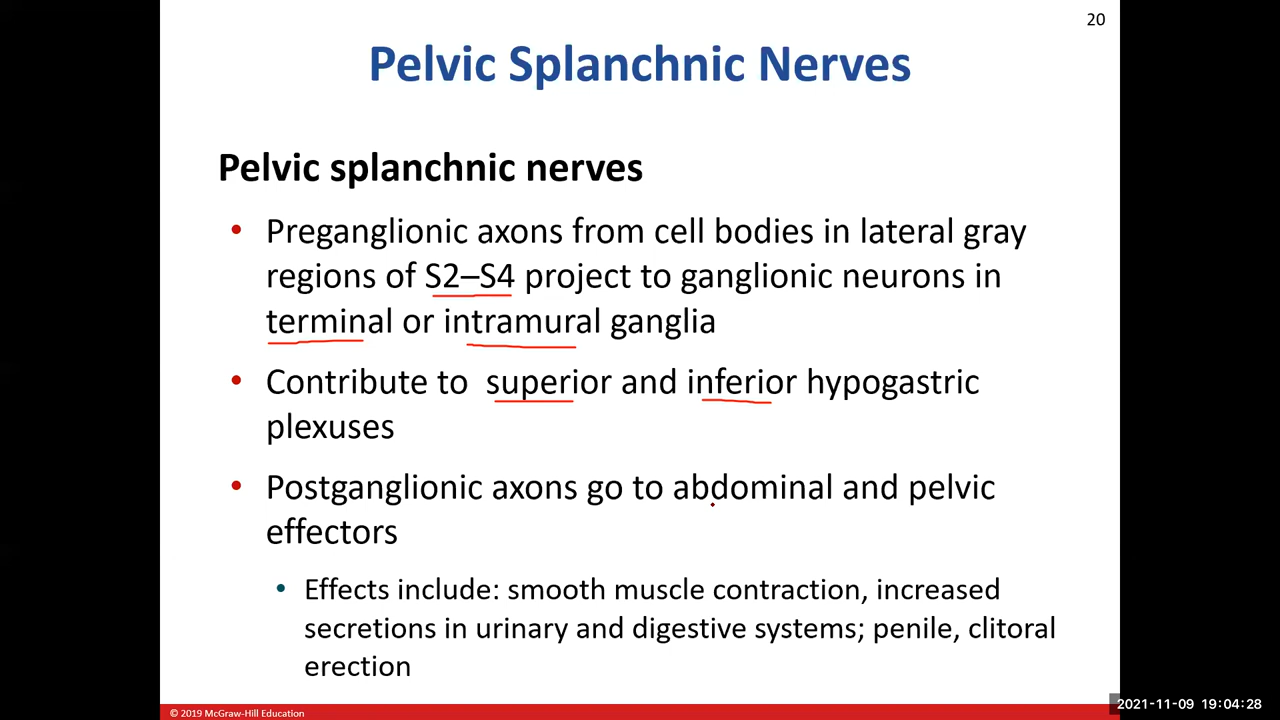 20
Pelvic Splanchnic Nerves
Pelvic splanchnic nerves
• Preganglionic axons from cell bodies in lateral gray
regions of S2–S4 project to ganglionic neurons in
terminal or intramural ganglia
• Contribute to superior and inferior hypogastric
plexuses
• Postganglionic axons go to abdominal and pelvic
effectors
• Effects include: smooth muscle contraction, increased
secretions in urinary and digestive systems; penile, clitoral
erection
© 2019 McGraw-Hill Education
2021-11-09 19:04:28